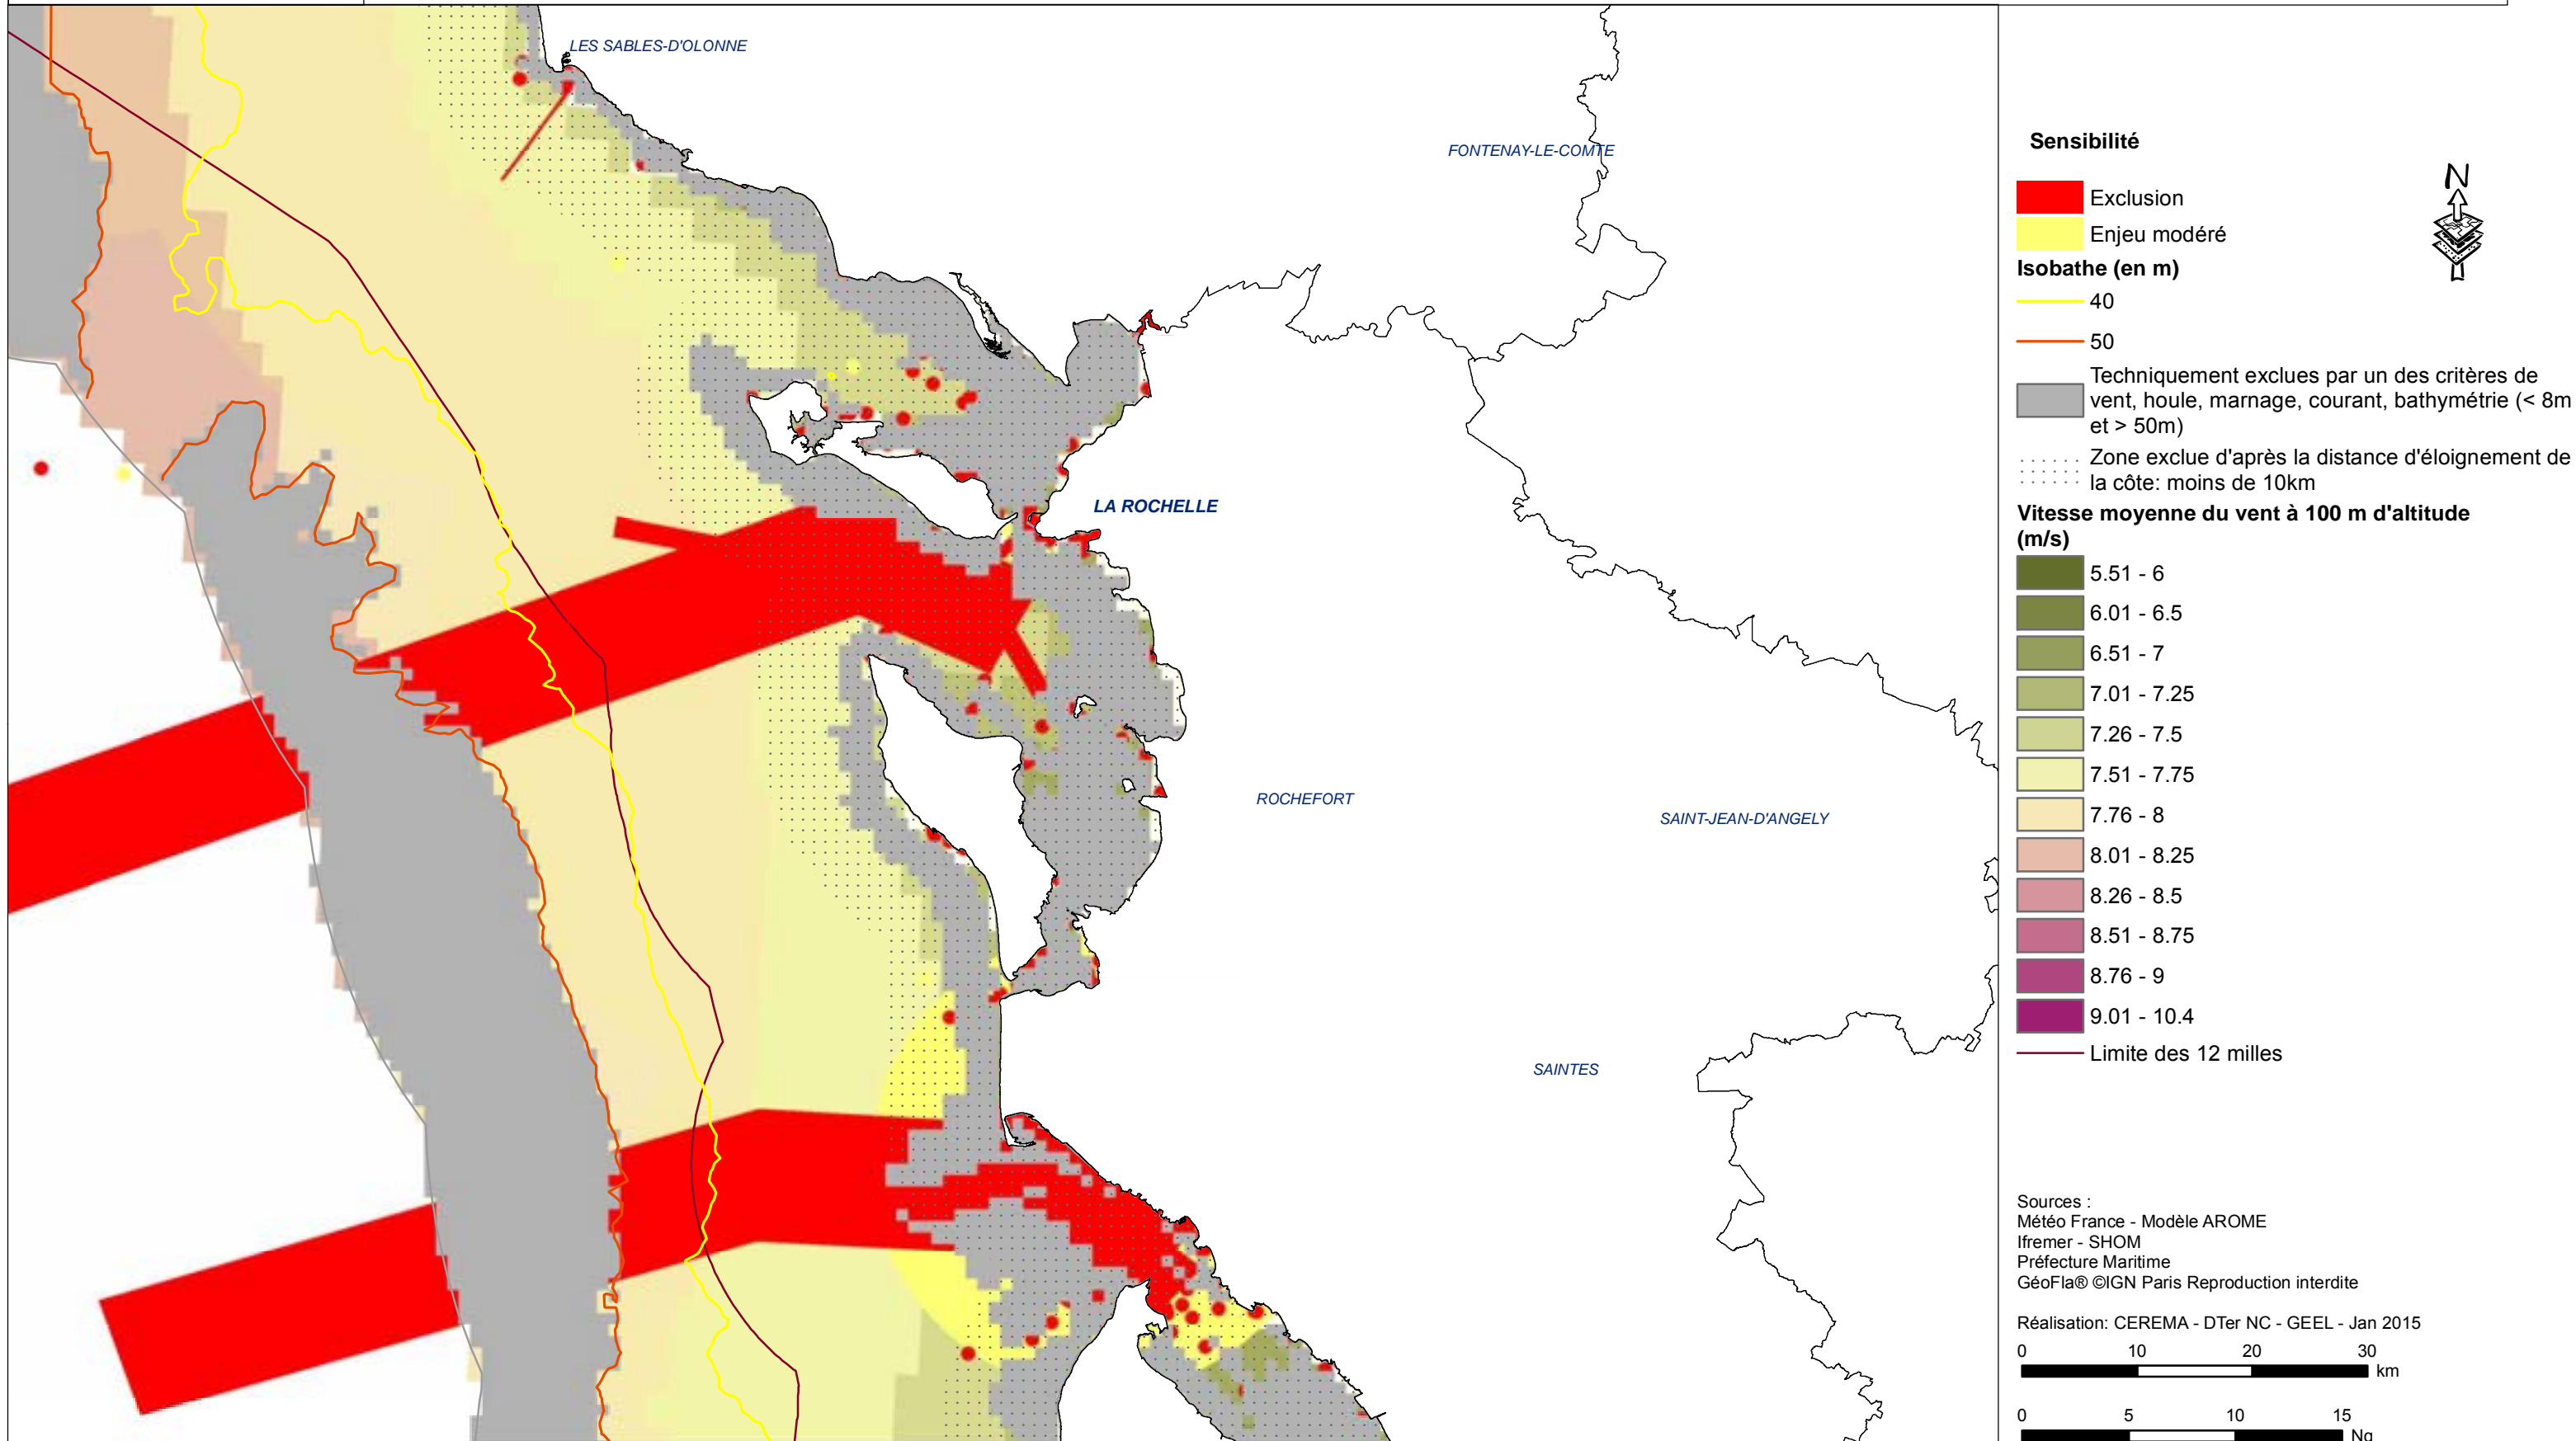 LES SABLES-D'OLONNE
FONTENAY-LE-COMTE
LA ROCHELLE
ROCHEFORT
SAINT-JEAN-D'ANGELY
SAINTES
Sensibilité
N
Exclusion
Enjeu modéré
Isobathe (en m)
40
50
Techniquement exclues par un des critères de
vent, houle, marnage, courant, bathymétrie (< 8m
et > 50m)
Zone exclue d'après la distance d'éloignement de
la côte: moins de 10km
Vitesse moyenne du vent à 100 m d'altitude
(m/s)
5.51 - 6
6.01 - 6.5
6.51 - 7
7.01 - 7.25
7.26 - 7.5
7.51 - 7.75
7.76 - 8
8.01 - 8.25
8.26 - 8.5
8.51 - 8.75
8.76 - 9
9.01 - 10.4
Limite des 12 milles
Sources :
Météo France - Modèle AROME
Ifremer - SHOM
Préfecture Maritime
GéoFla® ©IGN Paris Reproduction interdite
Réalisation: CEREMA - DTer NC - GEEL - Jan 2015
0 10 20 30
km
0 5 10 15
Nq